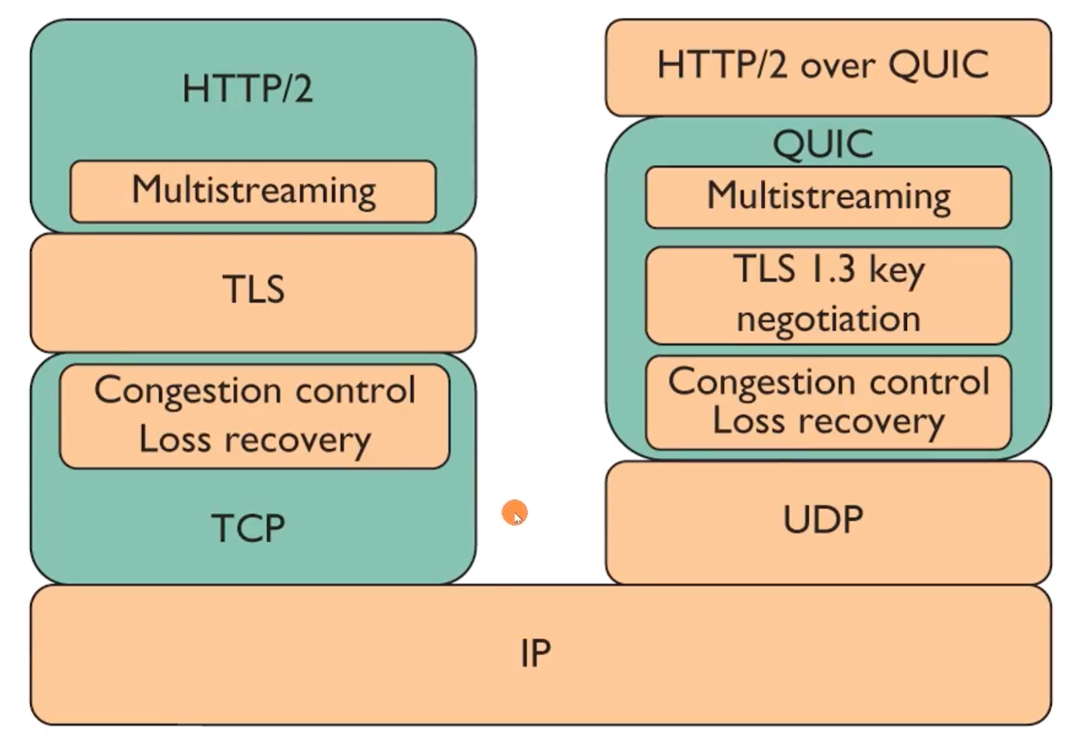 HTTP/2
Multistreaming
TLS
Congestion control
Loss recovery
TCP
HTTP/2 over QUIC
QUIC
Multistreaming
TLS 1.3 key
negotiation
Congestion control
Loss recovery
UDP
IP